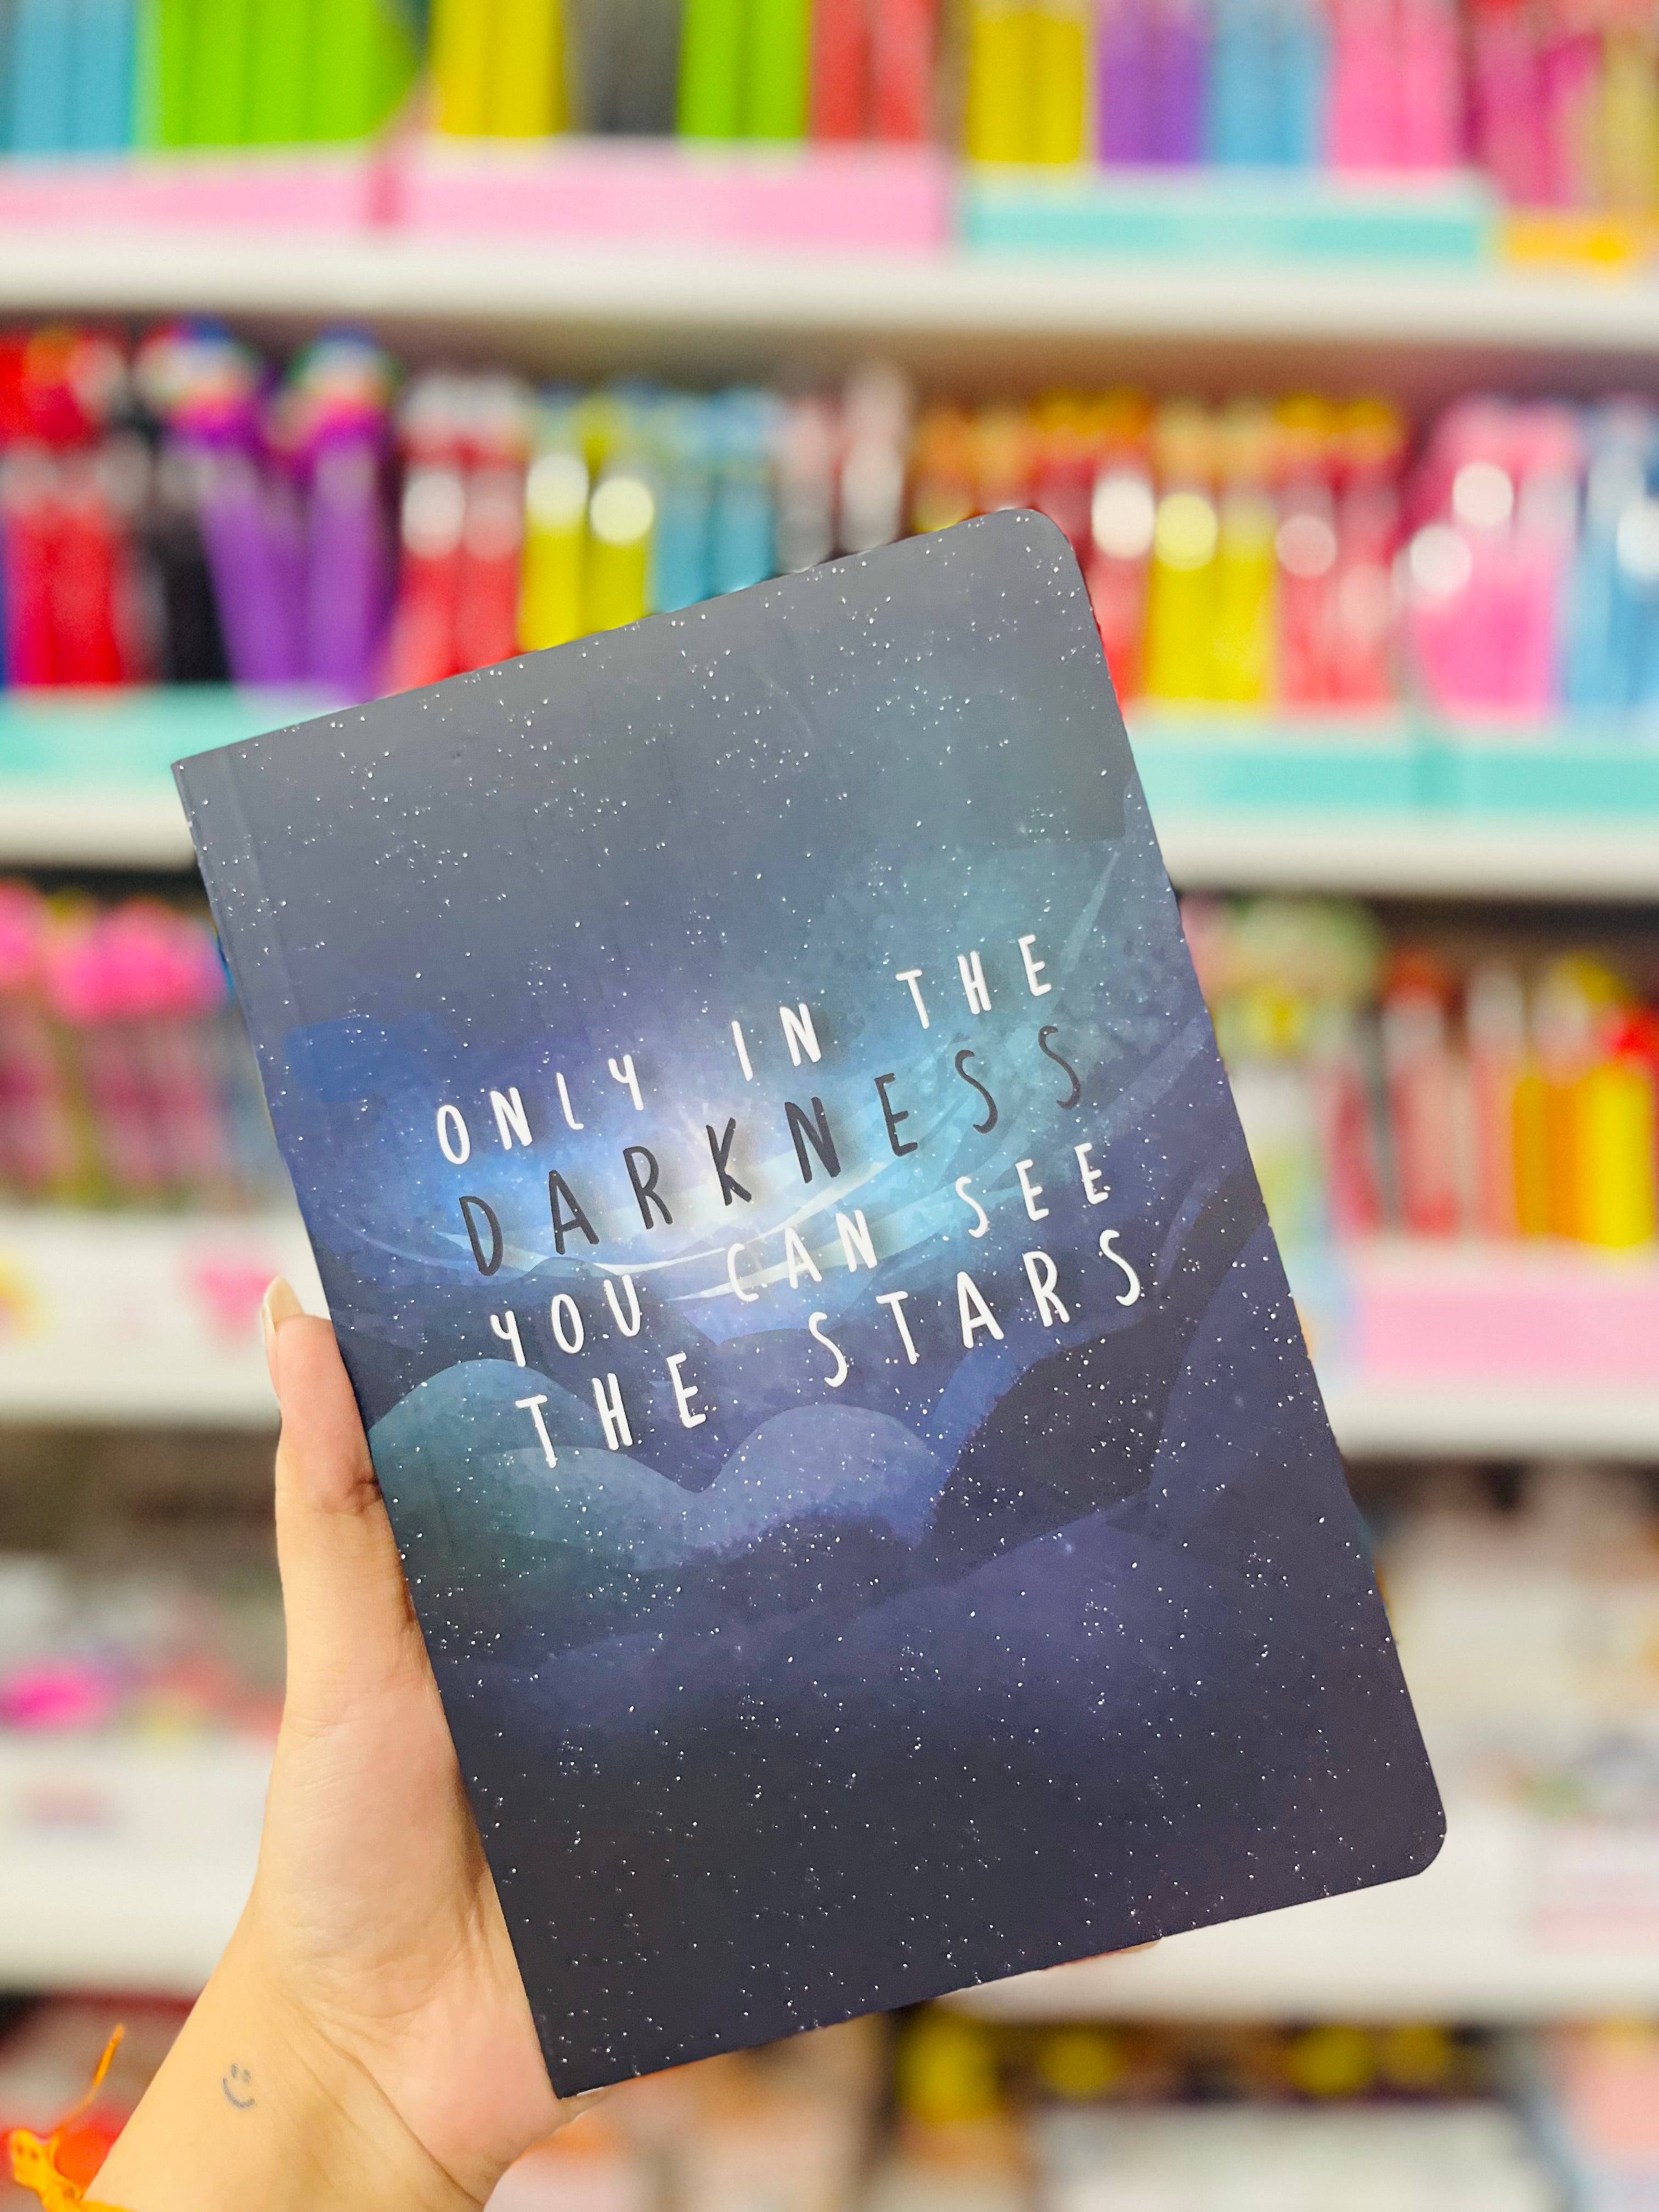 ONLY IN THE
DARKNESS
YOU CAN SEE
THE STARS